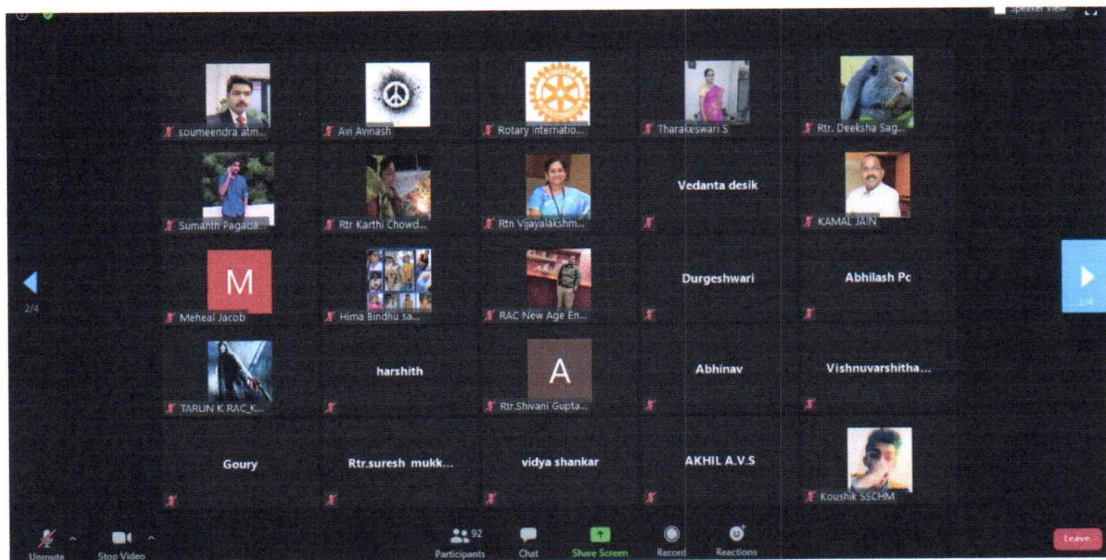 Speaker View
soumeendra atm...
Avi Avinash
Rotary Internatio...
Tharakeswari S
Rtr. Deeksha Sag...
Sumanth Pagada...
Rtr Karthi Chowd...
Rtn Vijayalakshm...
Vedanta desik
KAMAL JAIN
M
Meheal Jacob
Hima Bindhu sa...
RAC New Age En...
Durgeshwari
Abhilash Pc
2/4
2/4
TARUN K RAC_K...
harshith
A
Rtr.Shivani Gupta...
Abhinav
Vishnuvarshitha...
Goury
Rtr.suresh mukk...
vidya shankar
AKHIL A.V.S
Koushik SSCHM
Unmute
Stop Video
92
Participants
Chat
Share Screen
Record
Reactions
Leave